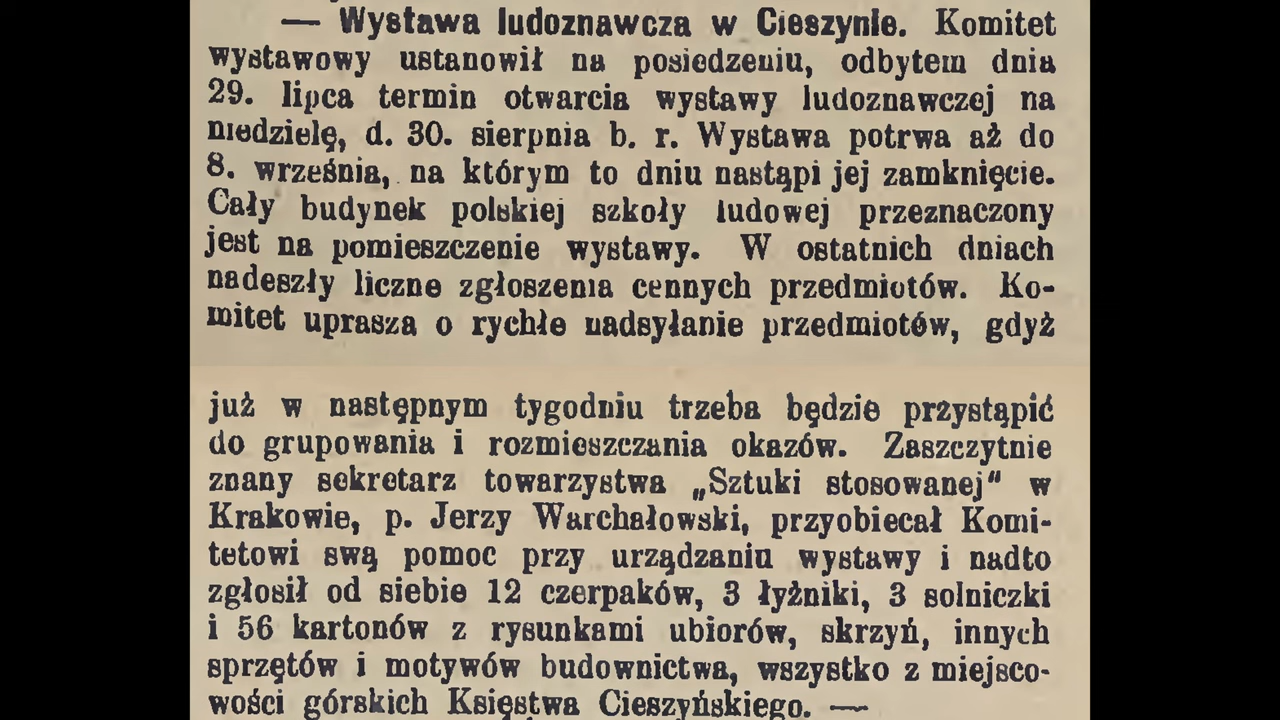 — Wystawa ludoznawcza w Cieszynie. Komitet
wystawowy ustanowił na posiedzeniu, odbytem dnia
29. lipca termin otwarcia wystawy ludoznawczej na
niedzielę, d. 30. sierpnia b. r. Wystawa potrwa aż do
8. września, na którym to dniu nastąpi jej zamknięcie.
Cały budynek polskiej szkoły ludowej przeznaczony
jest na pomieszczenie wystawy. W ostatnich dniach
nadeszły liczne zgłoszenia cennych przedmiotów. Ko-
mitet uprasza o rychłe nadsyłanie przedmiotów, gdyż
już w następnym tygodniu trzeba będzie przystąpić
do grupowania i rozmieszczania okazów. Zaszczytnie
znany sekretarz towarzystwa „Sztuki stosowanej" w
Krakowie, p. Jerzy Warchałowski, przyobiecał Komi-
tetowi swą pomoc przy urządzaniu wystawy i nadto
zgłosił od siebie 12 czerpaków, 3 łyżniki, 3 solniczki
i 56 kartonów z rysunkami ubiorów, skrzyń, innych
sprzętów i motywów budownictwa, wszystko z miejsco-
wości górskich Księstwa Cieszyńskiego. —